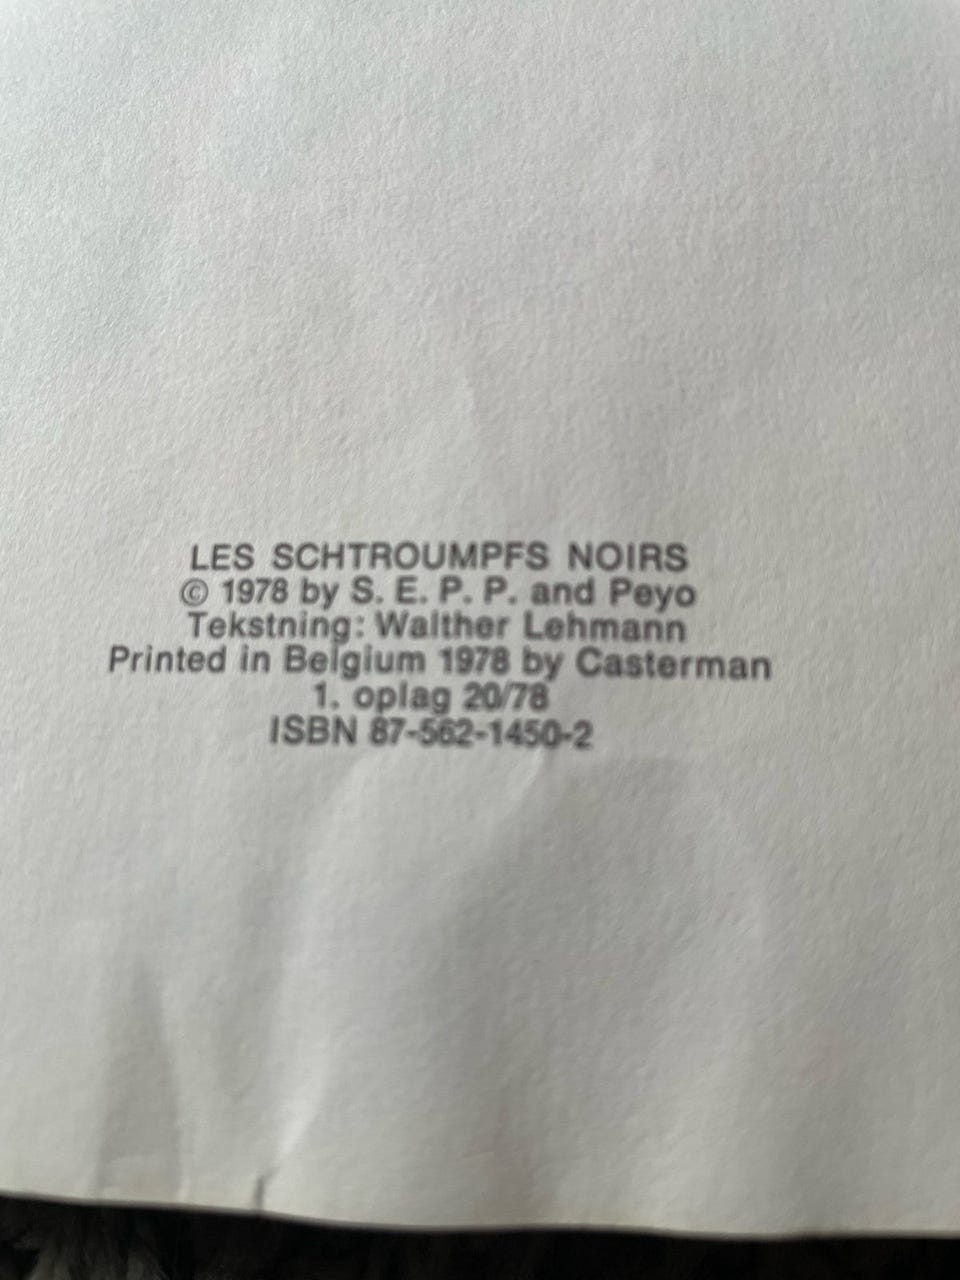 LES SCHTROUMPFS NOIRS
© 1978 by S. E. P. P. and Peyo
Tekstning: Walther Lehmann
Printed in Belgium 1978 by Casterman
1. oplag 20/78
ISBN 87-562-1450-2